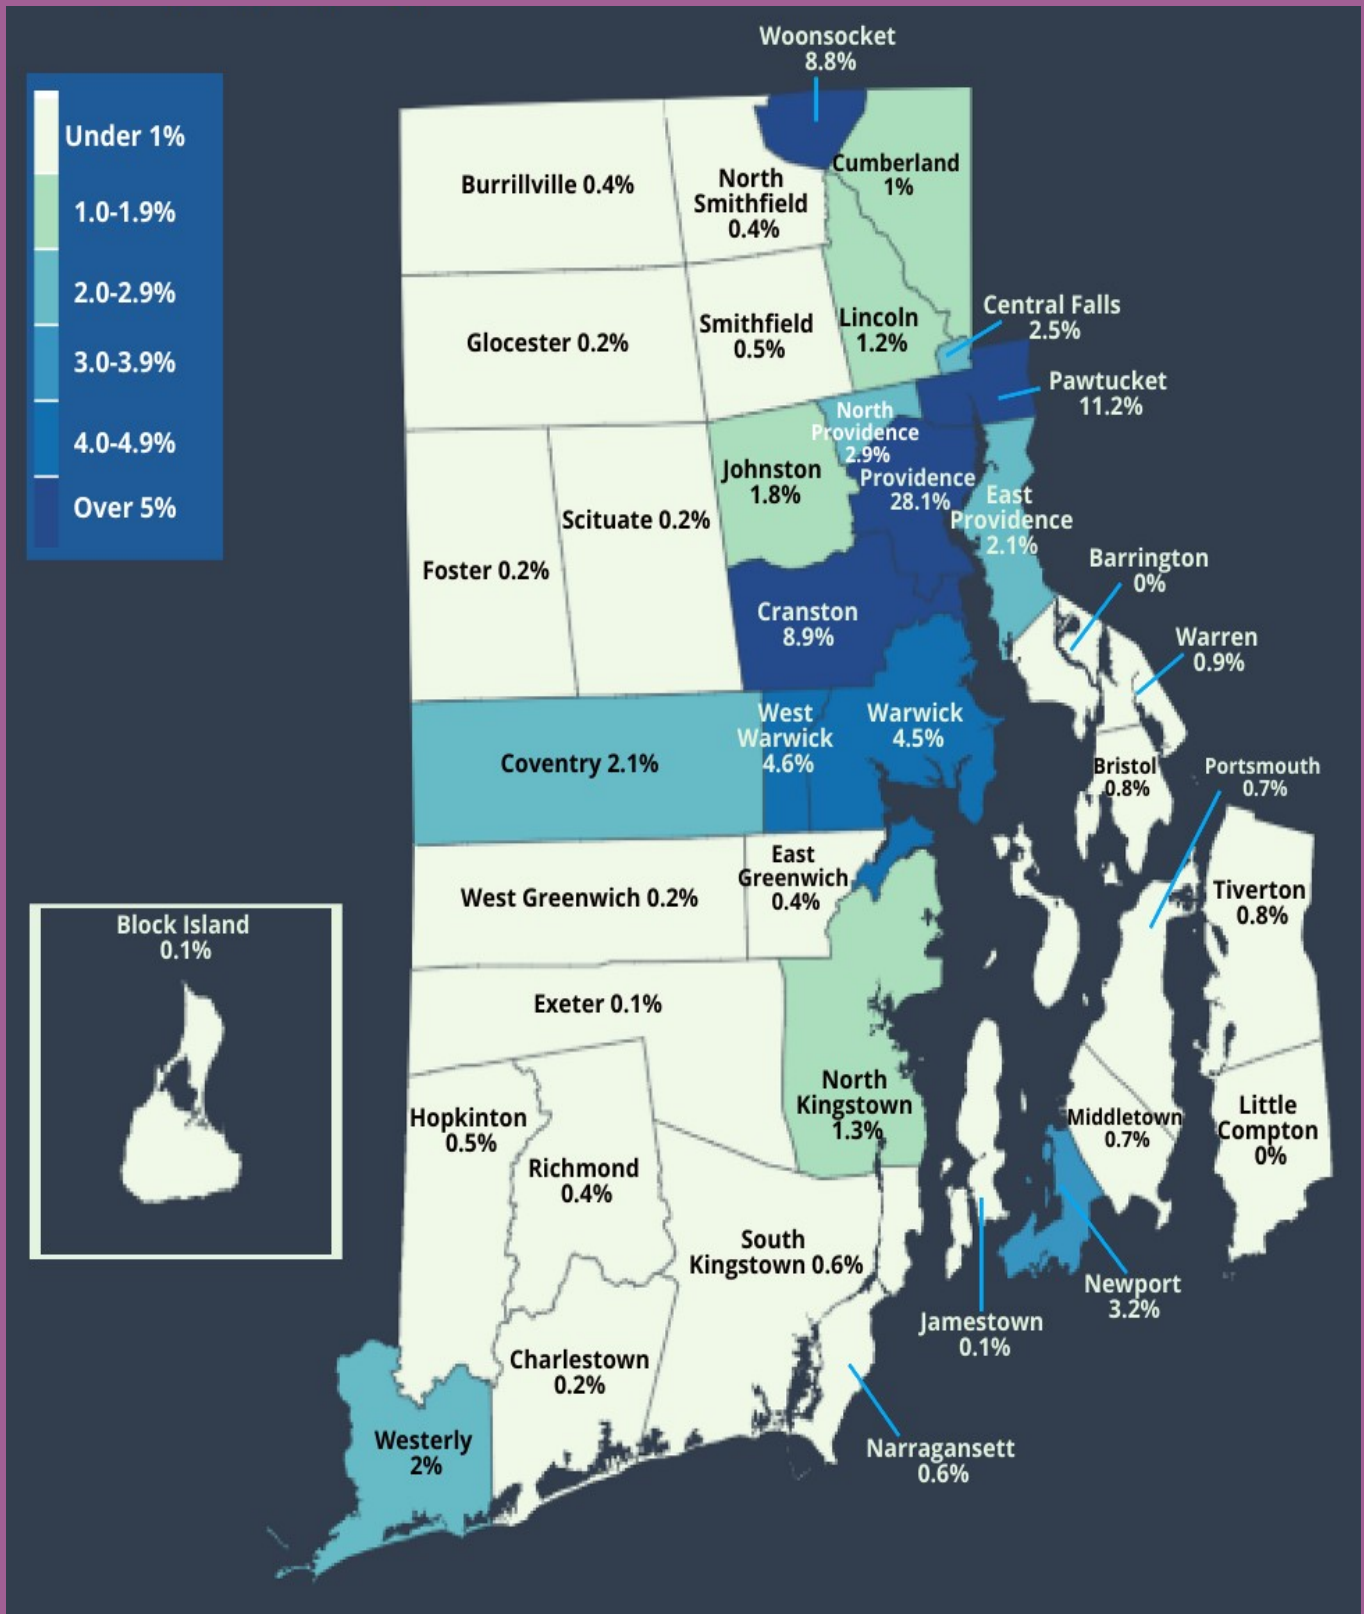 Woonsocket
8.8%
Under 1%
1.0-1.9%
2.0-2.9%
3.0-3.9%
4.0-4.9%
Over 5%
Burrillville 0.4%
North
Smithfield
0.4%
Cumberland
1%
Glocester 0.2%
Smithfield
0.5%
Lincoln
1.2%
Central Falls
2.5%
Pawtucket
11.2%
North
Providence
2.9%
Johnston
1.8%
Providence
28.1%
East
Providence
2.1%
Foster 0.2%
Scituate 0.2%
Cranston
8.9%
Barrington
0%
Warren
0.9%
Coventry 2.1%
West
Warwick
4.6%
Warwick
4.5%
Bristol
0.8%
Portsmouth
0.7%
West Greenwich 0.2%
East
Greenwich
0.4%
Tiverton
0.8%
Block Island
0.1%
Exeter 0.1%
North
Kingstown
1.3%
Hopkinton
0.5%
Richmond
0.4%
Middletown
0.7%
Little
Compton
0%
South
Kingstown 0.6%
Newport
3.2%
Jamestown
0.1%
Charlestown
0.2%
Westerly
2%
Narragansett
0.6%